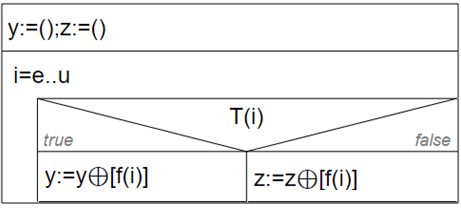 y:=();z:=()
i=e..u
T(i)
true false
y:=y⊕[f(i)] z:=z⊕[f(i)]